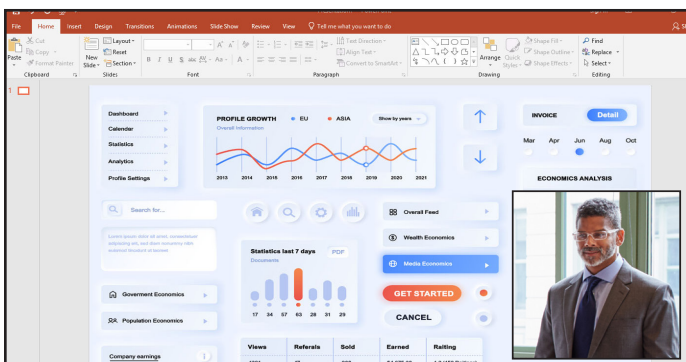 File Home Insert Design Transitions Animations Slide Show Review View Tell me what you want to do
Paste
Cut
Copy
Format Painter
Clipboard
New
Slide
Layout
Reset
Section
Slides
B I U S abc AV Aa A
Font
Text Direction
Align Text
Convert to SmartArt
Paragraph
Arrange
Quick
Styles
Shape Fill
Shape Outline
Shape Effects
Drawing
Find
Replace
Select
Editing
1
Dashboard
Calendar
Statistics
Analytics
Profile Settings
PROFILE GROWTH EU ASIA Show by years
Overall information
2013 2014 2015 2016 2017 2018 2019 2020 2021
INVOICE Detail
Mar Apr Jun Aug Oct
ECONOMICS ANALYSIS
Search for...
Goverment Economics
Population Economics
Company earnings
Statistics last 7 days PDF
Documents
17 34 57 63 28 31 29
Overall Feed
Wealth Economics
Media Economics
GET STARTED
CANCEL
Views Referals Sold Earned Raiting